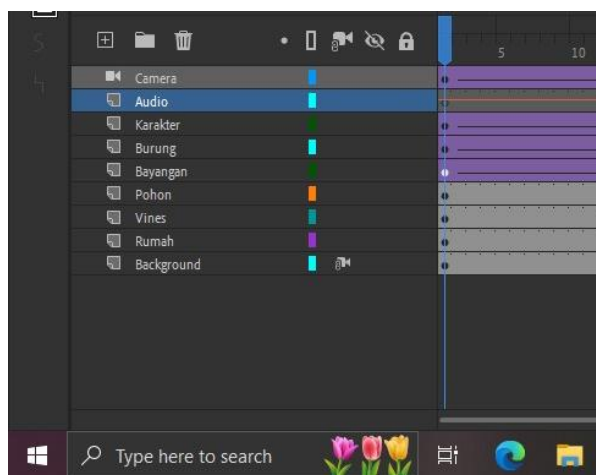 5 10
Camera
Audio
Karakter
Burung
Bayangan
Pohon
Vines
Rumah
Background
Type here to search